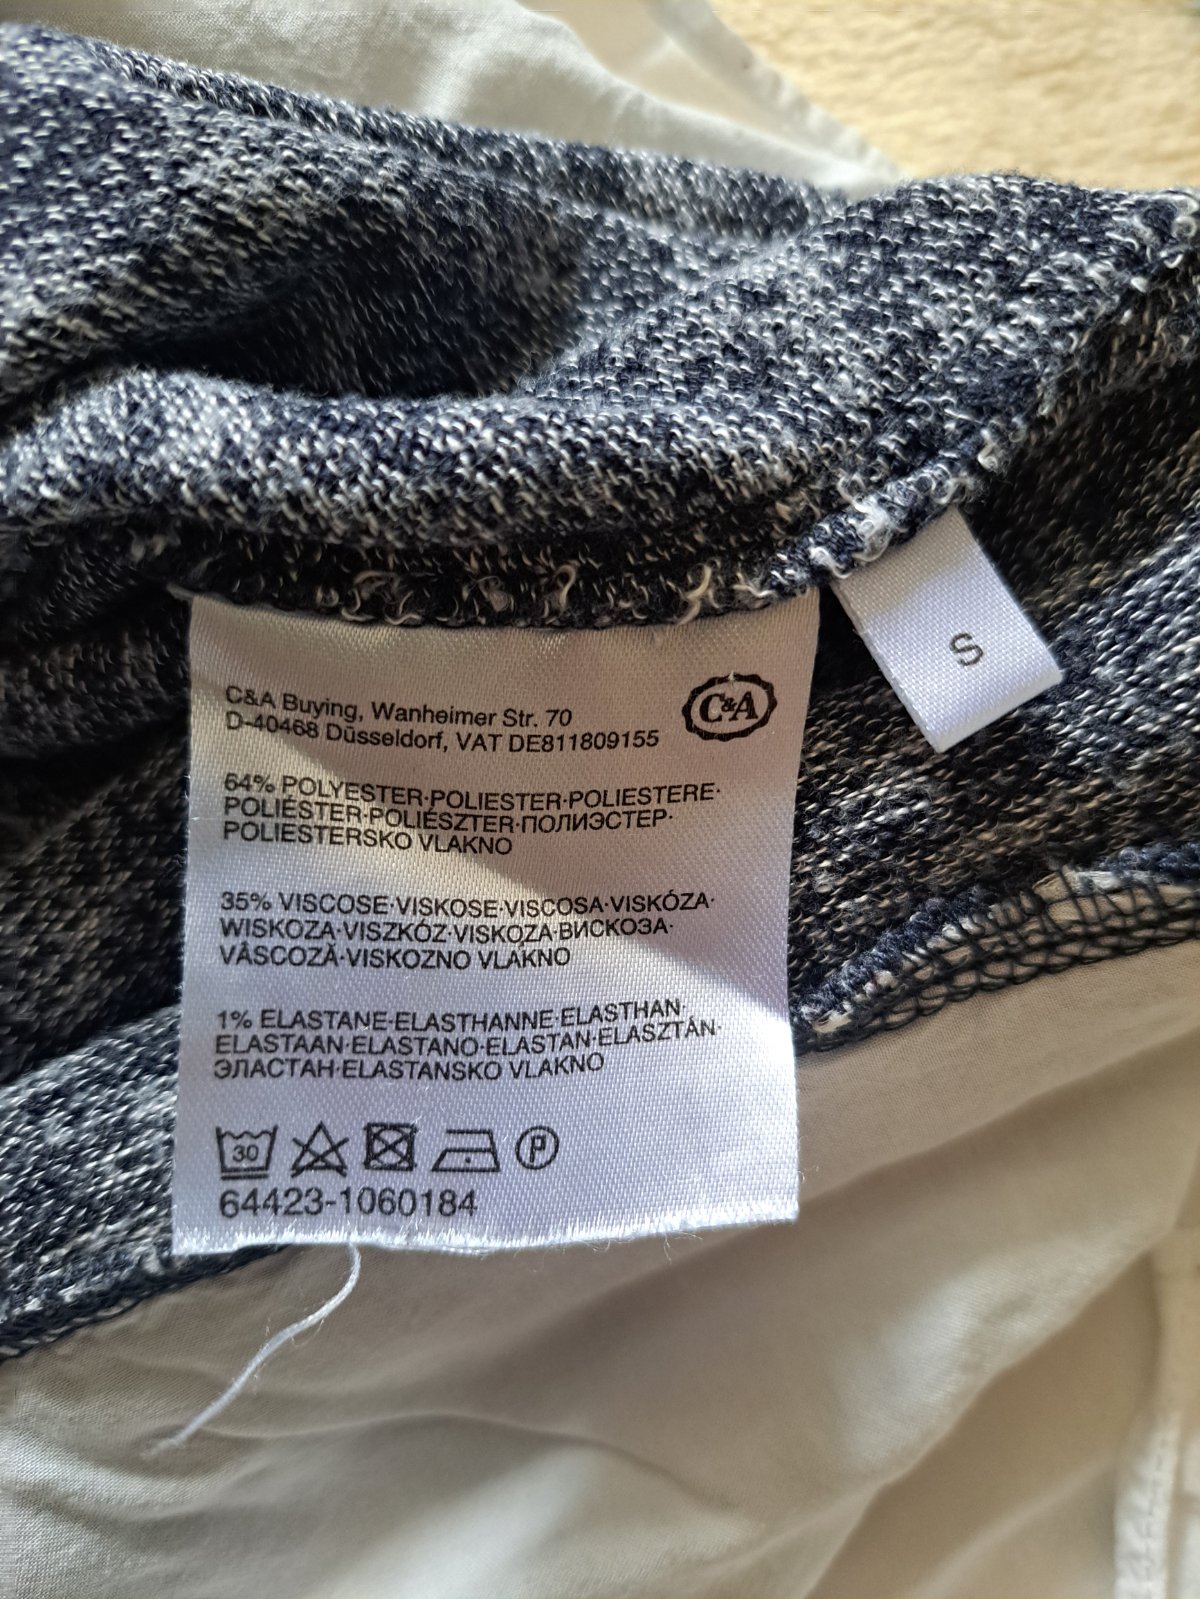 C&A Buying, Wanheimer Str. 70
D-40468 Düsseldorf, VAT DE811809155
C&A
S
64% POLYESTER·POLIESTER·POLIESTERE·
POLIÉSTER·POLIÉSZTER·ПОЛИЭСТЕР·
POLIESTERSKO VLAKNO
35% VISCOSE·VISKOSE·VISCOSA·VISKÓZA·
WISKOZA·VISZKÓZ·VISKOZA·ВИСКОЗА·
VÂSCOZÀ·VISKOZNO VLAKNO
1% ELASTANE·ELASTHANNE·ELASTHAN·
ELASTAAN·ELASTANO·ELASTAN·ELASZTÁN·
ЭЛАСТАН·ELASTANSKO VLAKNO
30
P
64423-1060184